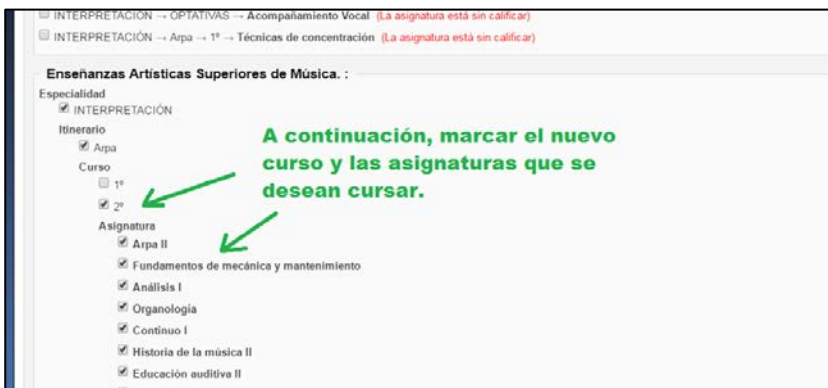 INTERPRETACIÓN → OPTATIVAS → Acompañamiento Vocal (La asignatura está sin calificar)
INTERPRETACIÓN → Arpa → 1º → Técnicas de concentración (La asignatura está sin calificar)
Enseñanzas Artísticas Superiores de Música. :
Especialidad
INTERPRETACIÓN
Itinerario
Arpa
Curso
1º
2º
A continuación, marcar el nuevo
curso y las asignaturas que se
desean cursar.
Asignatura
Arpa II
Fundamentos de mecánica y mantenimiento
Análisis I
Organología
Continuo I
Historia de la música II
Educación auditiva II